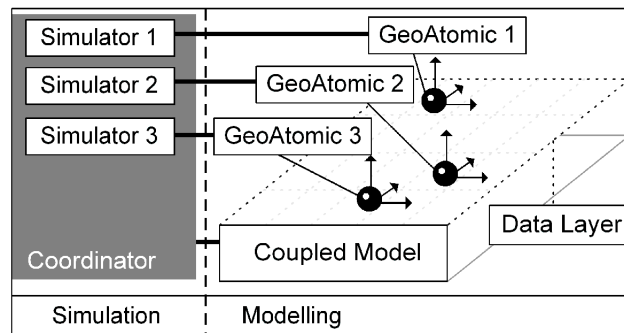 Simulator 1
GeoAtomic 1
Simulator 2
GeoAtomic 2
Simulator 3
GeoAtomic 3
Data Layer
Coordinator
Coupled Model
Simulation
Modelling